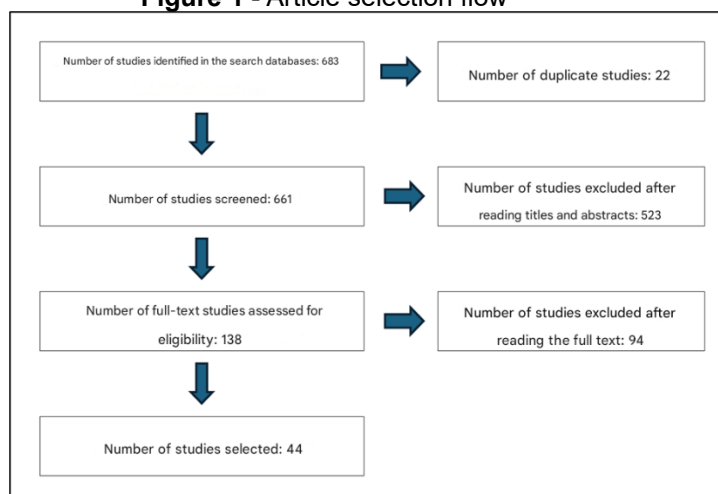 Figure 1 - Article selection flow
Number of studies identified in the search databases: 683
Number of duplicate studies: 22
Number of studies screened: 661
Number of studies excluded after
reading titles and abstracts: 523
Number of full-text studies assessed for
eligibility: 138
Number of studies excluded after
reading the full text: 94
Number of studies selected: 44